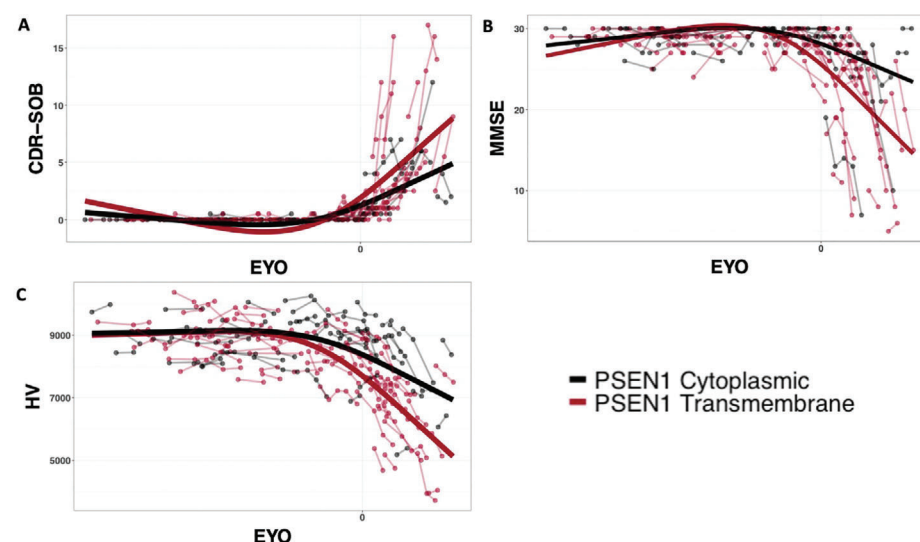 A
CDR-SOB
15
10
5
0
0
EYO
B
MMSE
30
20
10
0
EYO
C
HV
9000
7000
5000
0
EYO
PSEN1 Cytoplasmic
PSEN1 Transmembrane